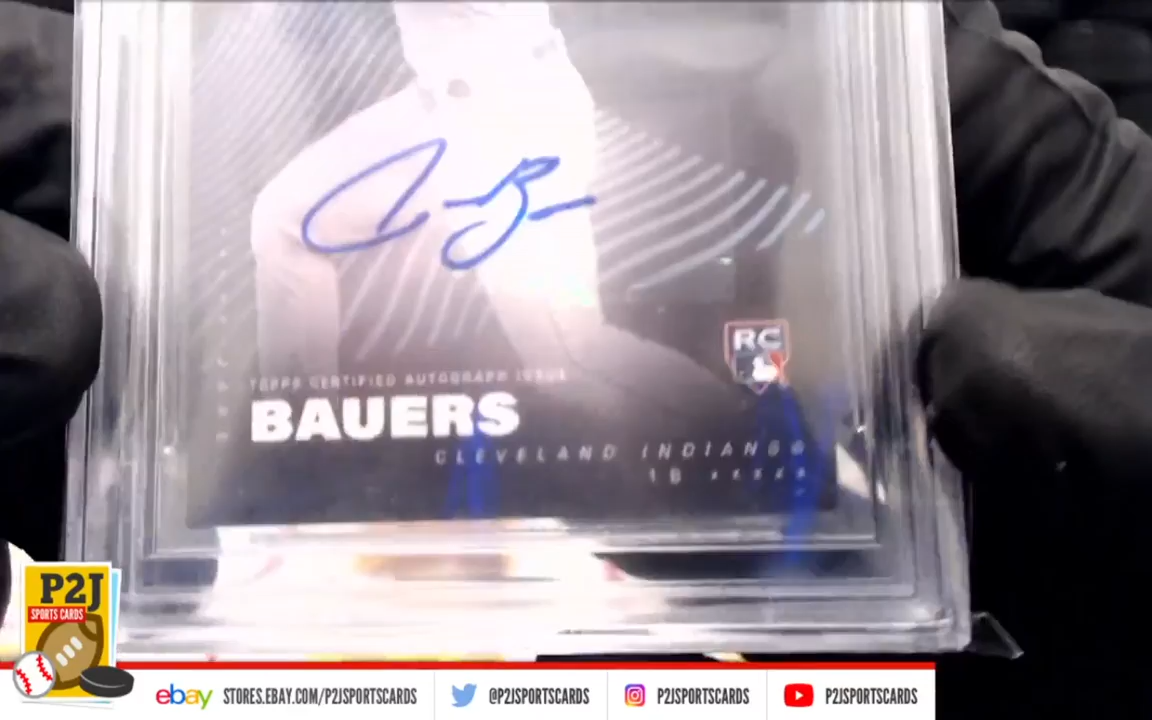 RC
TOPPS CERTIFIED AUTOGRAPH ISSUE
BAUERS
CLEVELAND INDIANS
1B
P2J
SPORTS CARDS
ebay STORES.EBAY.COM/P2JSPORTSCARDS @P2JSPORTSCARDS P2JSPORTSCARDS P2JSPORTSCARDS